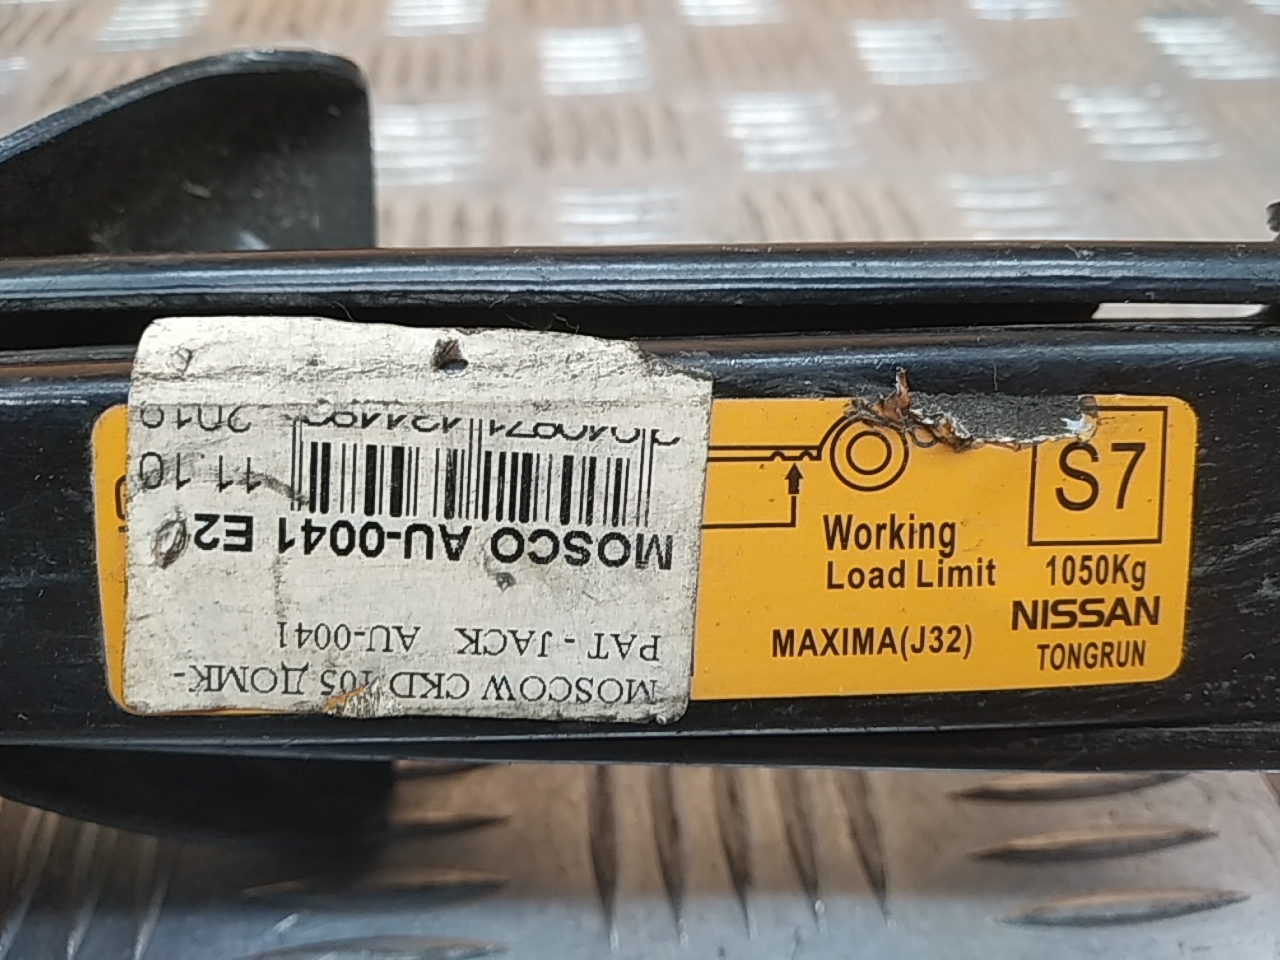 S7
Working
Load Limit
1050Kg
NISSAN
MAXIMA(J32)
TONGRUN
MOSCOW CKD 105 ДОМК-
PAT - JACK AU-0041
MOSCO AU-0041 E2
11.10
2019